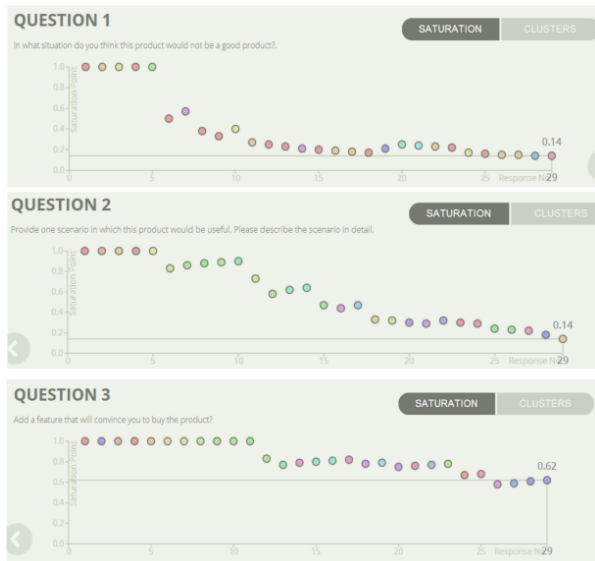 QUESTION 1
SATURATION CLUSTERS
In what situation do you think this product would not be a good product?.
1.0
Saturation Point
0.8
0.6
0.4
0.2
0.0
0.14
0 5 10 15 20 25 Response No 29
QUESTION 2
SATURATION CLUSTERS
Provide one scenario in which this product would be useful. Please describe the scenario in detail.
1.0
Saturation Point
0.8
0.6
0.4
0.2
0.0
0.14
0 5 10 15 20 25 Response No 29
QUESTION 3
SATURATION CLUSTERS
Add a feature that will convince you to buy the product?
1.0
Saturation Point
0.8
0.6
0.4
0.2
0.0
0.62
0 5 10 15 20 25 Response No 29